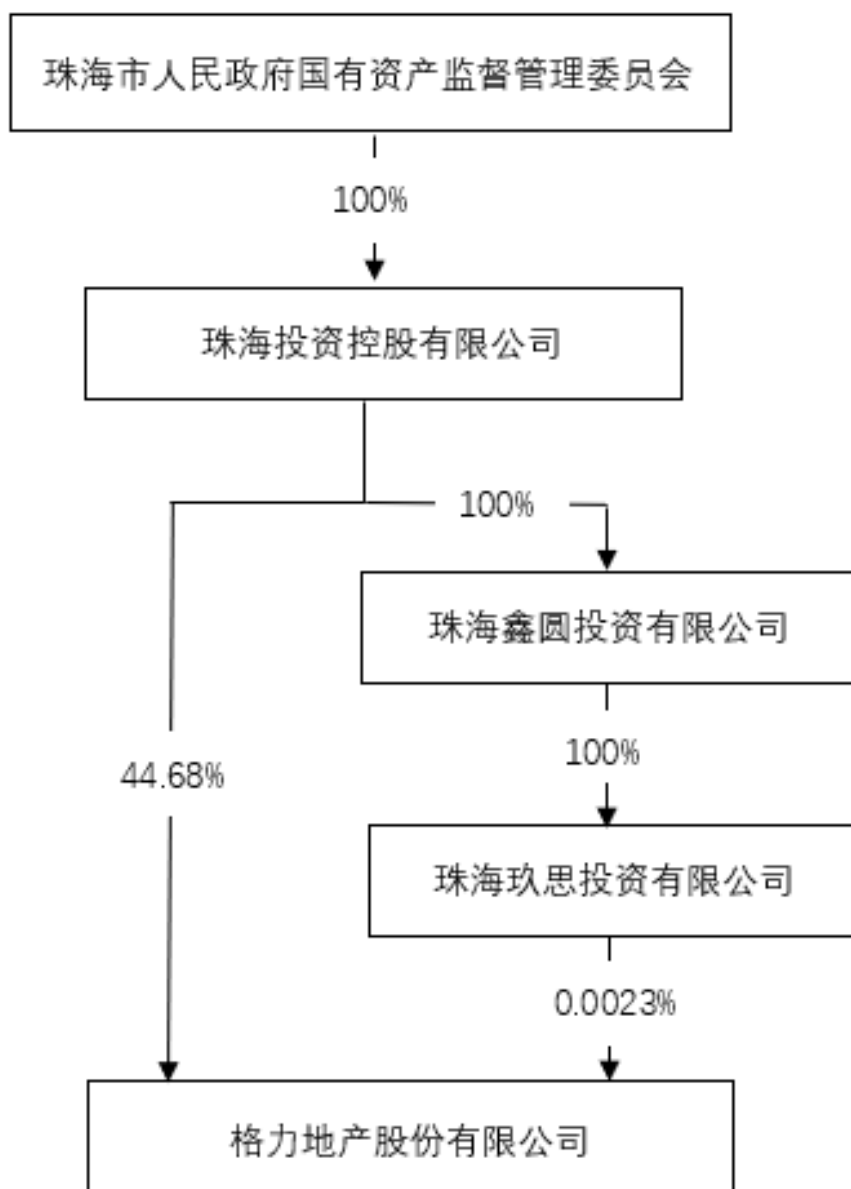 珠海市人民政府国有资产监督管理委员会
100%
珠海投资控股有限公司
100%
珠海鑫圆投资有限公司
100%
44.68%
珠海玖思投资有限公司
0.0023%
格力地产股份有限公司